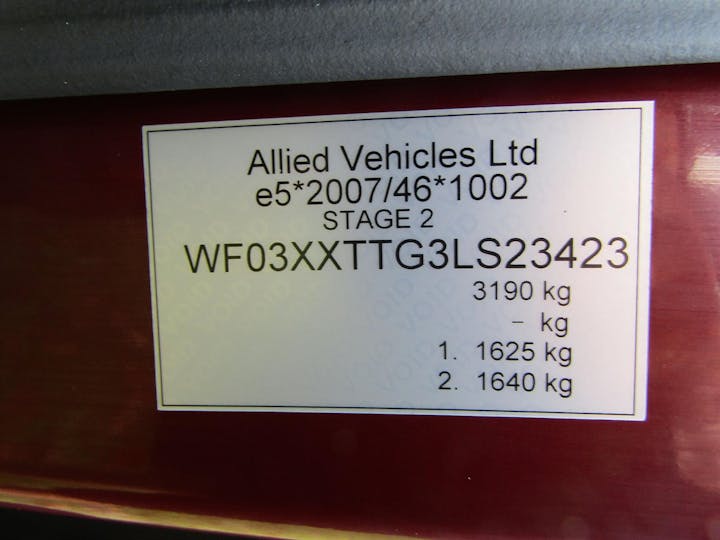 Allied Vehicles Ltd
e5*2007/46*1002
STAGE 2
WF03XXTTG3LS23423
3190 kg
- kg
1. 1625 kg
2. 1640 kg